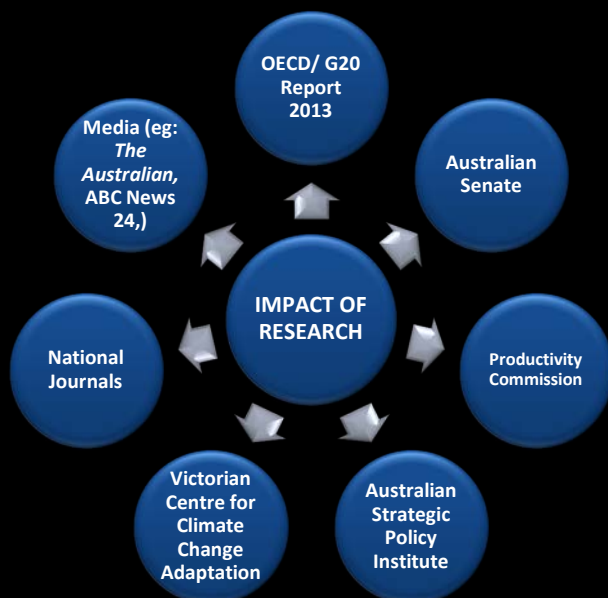 OECD/ G20
Report
2013
Media (eg:
The
Australian,
ABC News
24,)
Australian
Senate
IMPACT OF
RESEARCH
National
Journals
Productivity
Commission
Victorian
Centre for
Climate
Change
Adaptation
Australian
Strategic
Policy
Institute